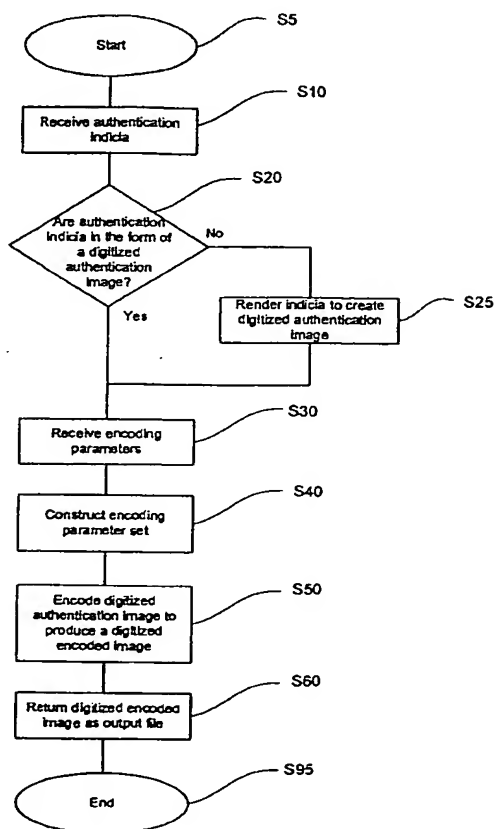 Start
S5
S10
Receive authentication
indicia
S20
Are authentication
indicia in the form of
a digitized
authentication
image?
No
Yes
Render indicia to create
digitized authentication
image
S25
S30
Receive encoding
parameters
S40
Construct encoding
parameter set
S50
Encode digitized
authentication image to
produce a digitized
encoded image
S60
Return digitized encoded
image as output file
S95
End